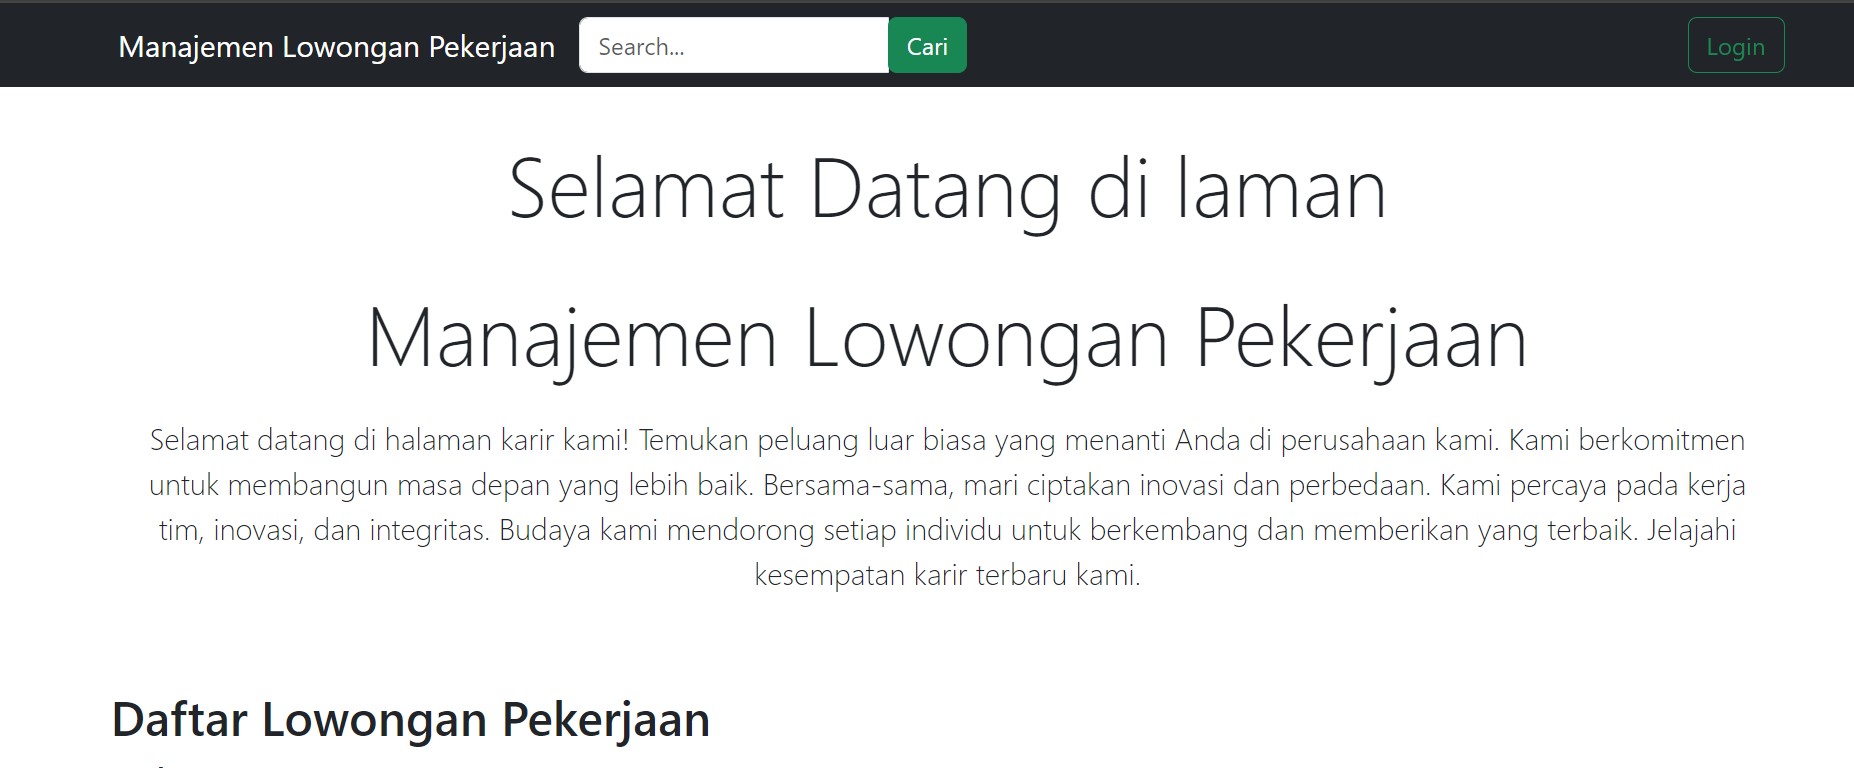 Manajemen Lowongan Pekerjaan
Search...
Cari
Login
Selamat Datang di laman
Manajemen Lowongan Pekerjaan
Selamat datang di halaman karir kami! Temukan peluang luar biasa yang menanti Anda di perusahaan kami. Kami berkomitmen
untuk membangun masa depan yang lebih baik. Bersama-sama, mari ciptakan inovasi dan perbedaan. Kami percaya pada kerja
tim, inovasi, dan integritas. Budaya kami mendorong setiap individu untuk berkembang dan memberikan yang terbaik. Jelajahi
kesempatan karir terbaru kami.
Daftar Lowongan Pekerjaan